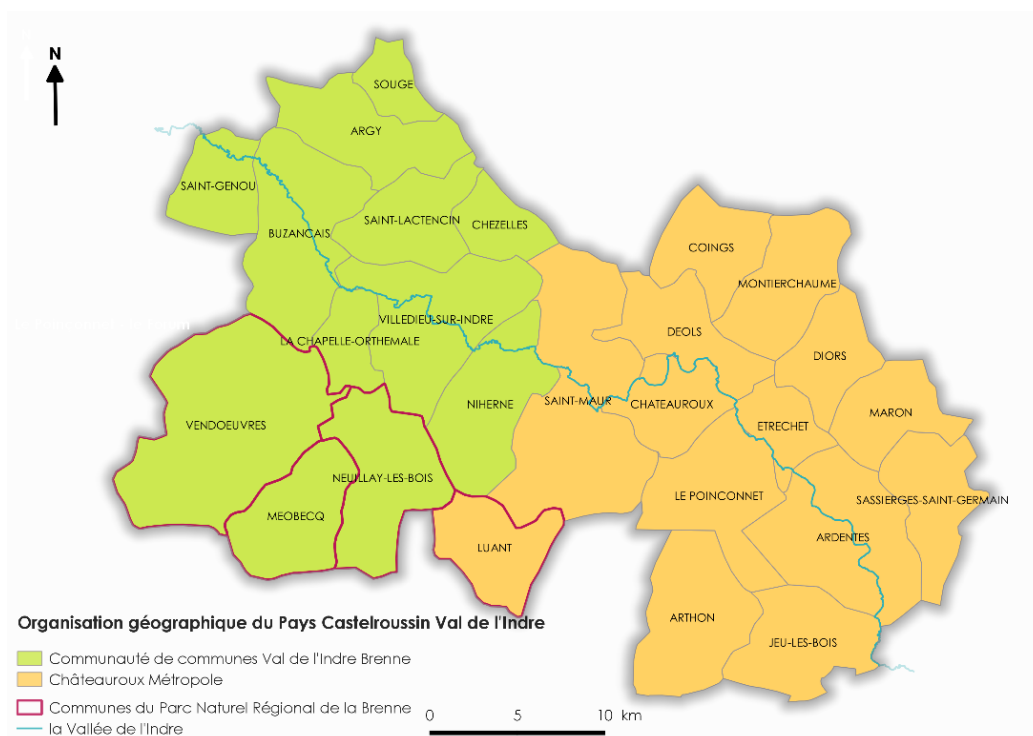 N
SOUGE
ARGY
SAINT-GENOU
SAINT-LACTENCIN
CHEZELLES
BUZANCAIS
COINGS
MONTIERCHAUME
VILLEDIEU-SUR-INDRE
DEOLS
LA CHAPELLE-ORTHEMALE
DIORS
NIHERNE
SAINT-MAUR
CHATEAUROUX
MARON
VENDOEUVRES
ETRECHET
NEUILLAY-LES-BOIS
LE POINCONNET
SASSIERGES-SAINT-GERMAIN
MEOBECQ
ARDENTES
LUANT
ARTHON
JEU-LES-BOIS
Organisation géographique du Pays Castelroussin Val de l'Indre
Communauté de communes Val de l'Indre Brenne
Châteauroux Métropole
Communes du Parc Naturel Régional de la Brenne
la Vallée de l'Indre
0 5 10 km